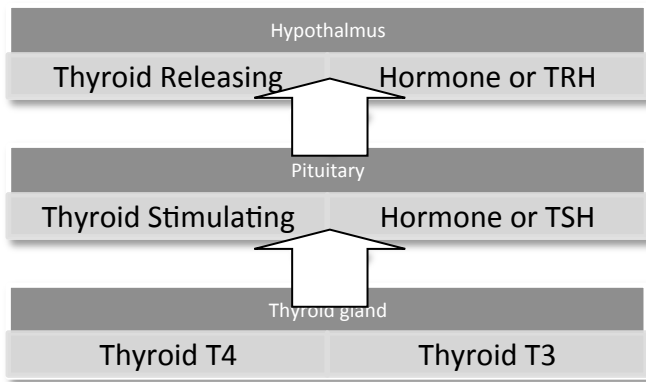 Hypothalmus
Thyroid Releasing Hormone or TRH
Pituitary
Thyroid Stimulating Hormone or TSH
Thyroid gland
Thyroid T4 Thyroid T3